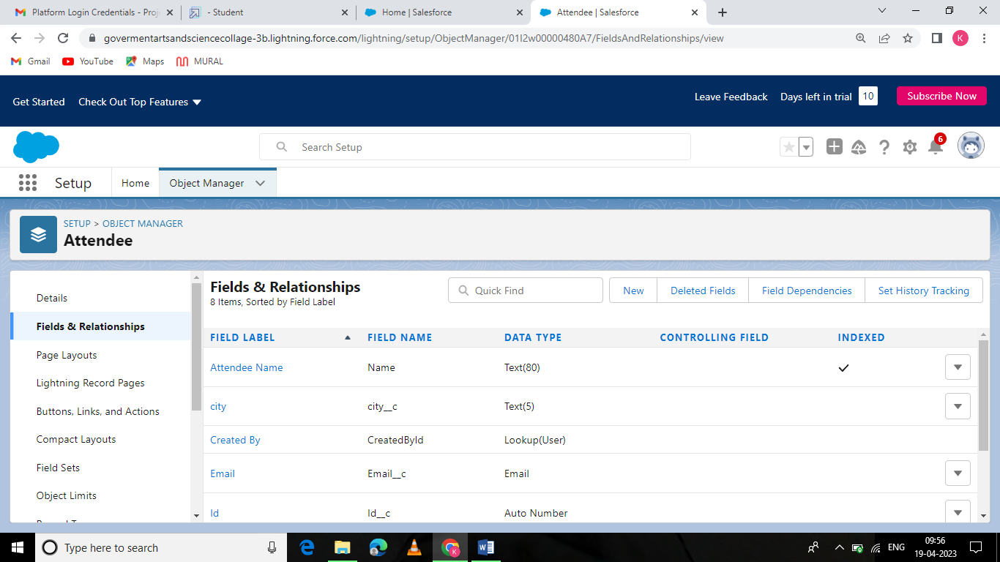 Platform Login Credentials - Proj
- Student
Home | Salesforce
Attendee | Salesforce
govermentartsandsciencecollage-3b.lightning.force.com/lightning/setup/ObjectManager/01I2w00000480A7/FieldsAndRelationships/view
K
Gmail
YouTube
Maps
MURAL
Get Started
Check Out Top Features
Leave Feedback
Days left in trial
10
Subscribe Now
Search Setup
6
Setup
Home
Object Manager
SETUP > OBJECT MANAGER
Attendee
Details
Fields & Relationships
Page Layouts
Lightning Record Pages
Buttons, Links, and Actions
Compact Layouts
Field Sets
Object Limits
Fields & Relationships
8 Items, Sorted by Field Label
Quick Find
New
Deleted Fields
Field Dependencies
Set History Tracking
FIELD LABEL FIELD NAME DATA TYPE CONTROLLING FIELD INDEXED
Attendee Name Name Text(80)
city city__c Text(5)
Created By CreatedById Lookup(User)
Email Email__c Email
Id Id__c Auto Number
Type here to search
ENG
09:56
19-04-2023